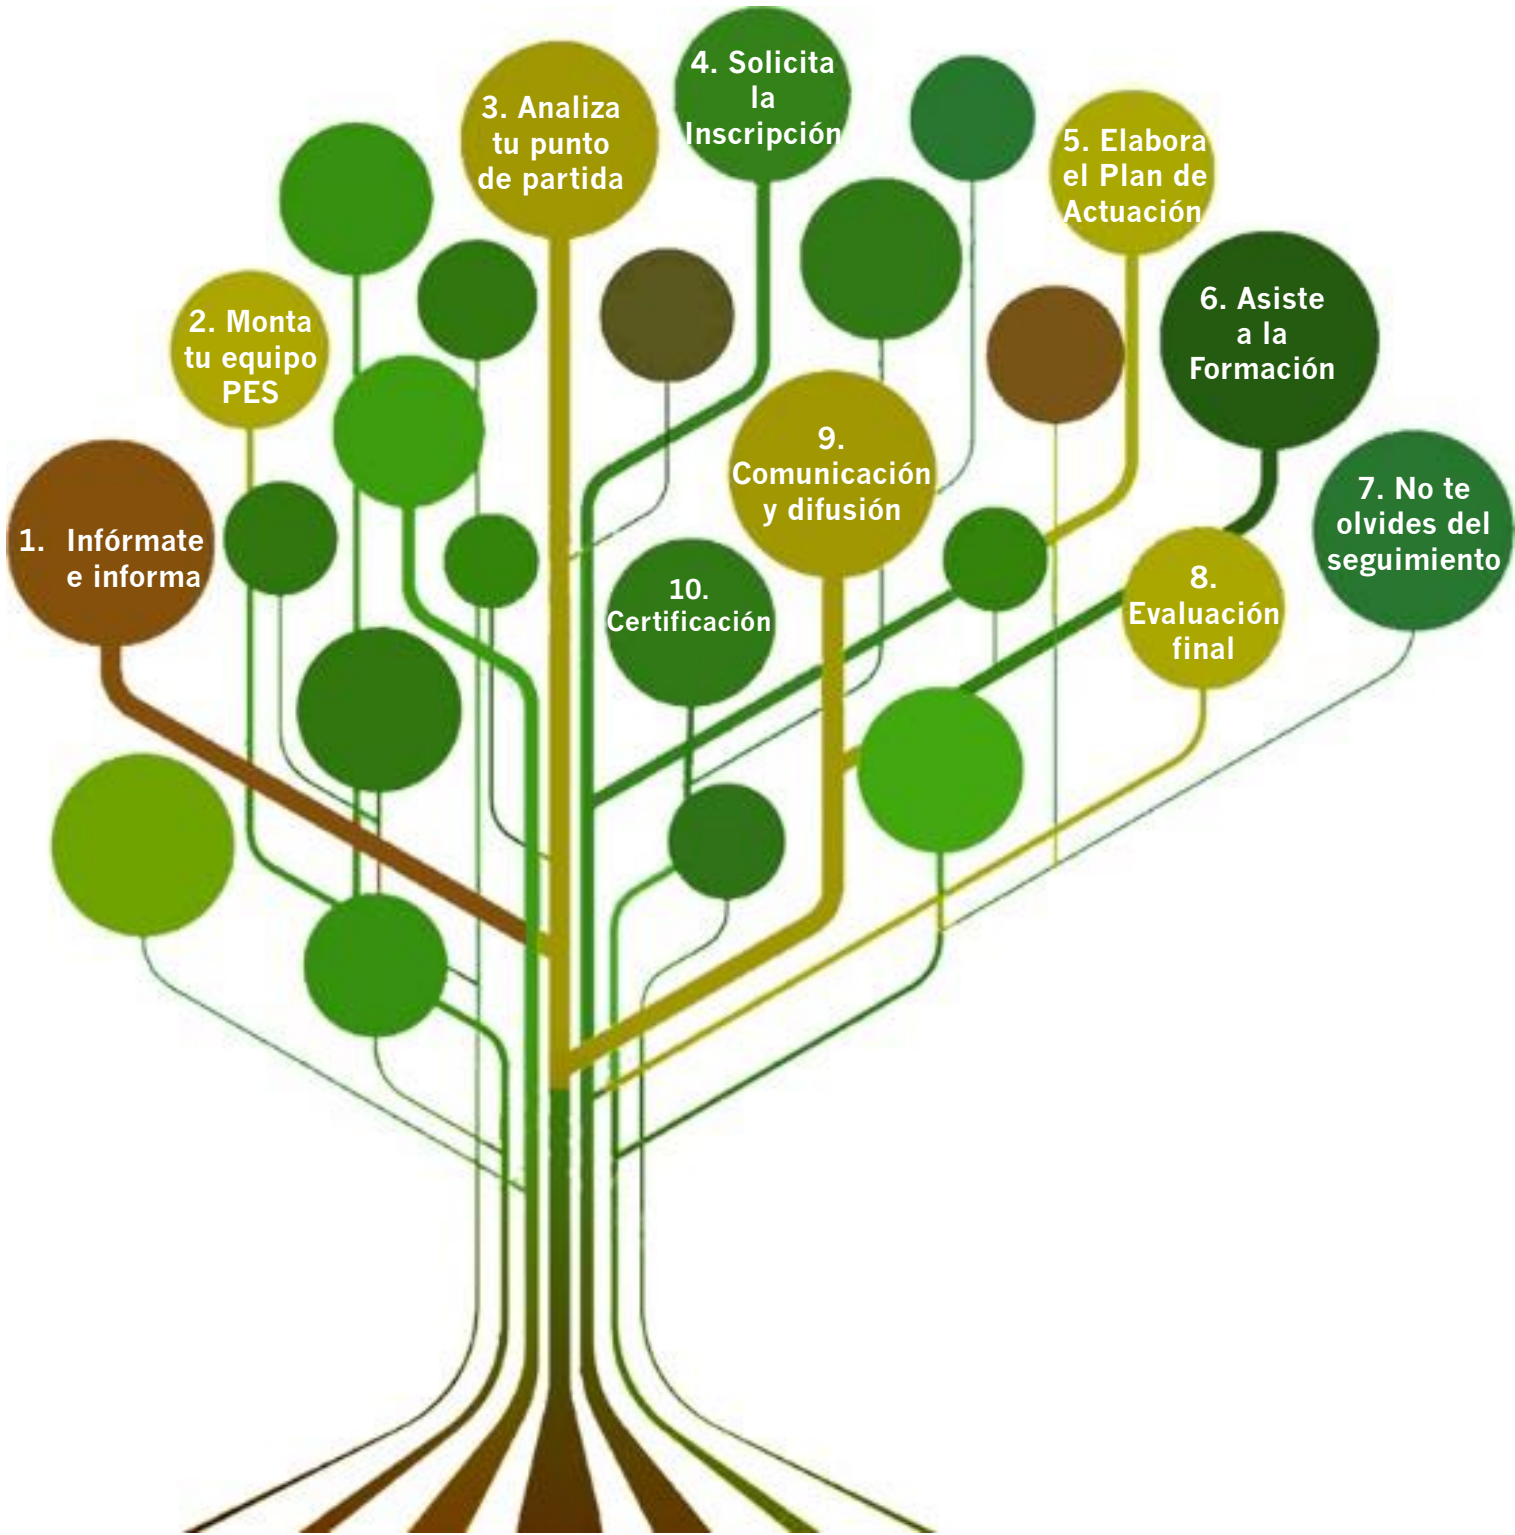 1. Infórmate
e informa
2. Monta
tu equipo
PES
3. Analiza
tu punto
de partida
4. Solicita
la
Inscripción
5. Elabora
el Plan de
Actuación
6. Asiste
a la
Formación
7. No te
olvides del
seguimiento
8.
Evaluación
final
9.
Comunicación
y difusión
10.
Certificación